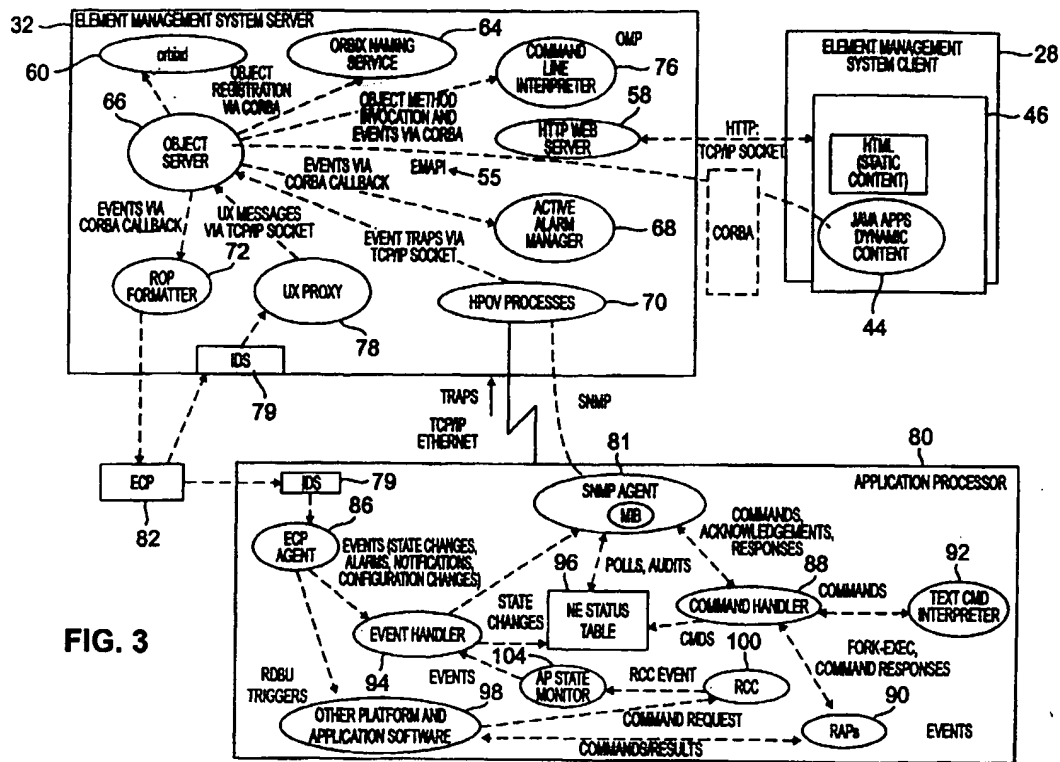 ELEMENT MANAGEMENT SYSTEM SERVER
32
60
orbixd
ORBIX NAMING
SERVICE
64
OMP
COMMAND
LINE
INTERPRETER
76
OBJECT
REGISTRATION
VIA CORBA
66
OBJECT
SERVER
OBJECT METHOD
INVOCATION AND
EVENTS VIA CORBA
58
HTTP WEB
SERVER
HTTP:
TCP/IP SOCKET
ELEMENT MANAGEMENT
SYSTEM CLIENT
28
46
HTML
(STATIC
CONTENT)
JAVA APPS
DYNAMIC
CONTENT
44
CORBA
EVENTS VIA
CORBA CALLBACK
EMAPI
55
EVENTS VIA
CORBA CALLBACK
UX MESSAGES
VIA TCP/IP SOCKET
EVENT TRAPS VIA
TCP/IP SOCKET
ACTIVE
ALARM
MANAGER
68
72
ROP
FORMATTER
UX PROXY
78
HPOV PROCESSES
70
IDS
79
TRAPS
TCP/IP
ETHERNET
SNMP
ECP
82
80
APPLICATION PROCESSOR
IDS
79
81
SNMP AGENT
MIB
86
ECP
AGENT
EVENTS (STATE CHANGES,
ALARMS, NOTIFICATIONS,
CONFIGURATION CHANGES)
COMMANDS,
ACKNOWLEDGEMENTS,
RESPONSES
96
POLLS, AUDITS
88
COMMAND HANDLER
COMMANDS
92
TEXT CMD
INTERPRETER
NE STATUS
TABLE
STATE
CHANGES
EVENT HANDLER
94
CMDS
FORK-EXEC,
COMMAND RESPONSES
FIG. 3
RDBU
TRIGGERS
EVENTS
104
AP STATE
MONITOR
RCC EVENT
100
RCC
98
OTHER PLATFORM AND
APPLICATION SOFTWARE
COMMAND REQUEST
COMMANDS/RESULTS
90
RAPs
EVENTS